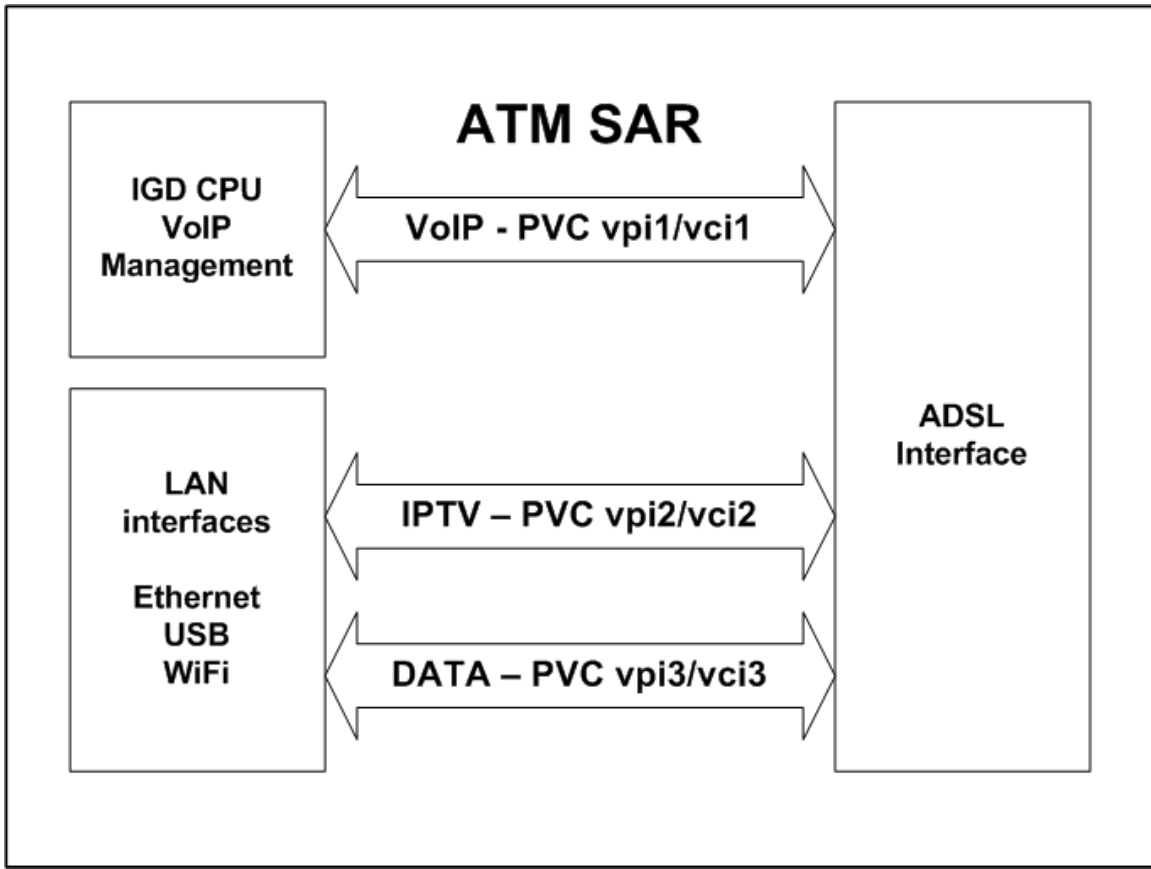 ATM SAR
IGD CPU
VoIP
Management
VoIP - PVC vpi1/vci1
ADSL
Interface
LAN
interfaces
Ethernet
USB
WiFi
IPTV – PVC vpi2/vci2
DATA – PVC vpi3/vci3